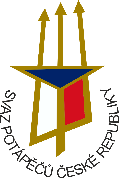 SVAZ POTÁPĚČŮ ČESKÉ REPUBLIKY